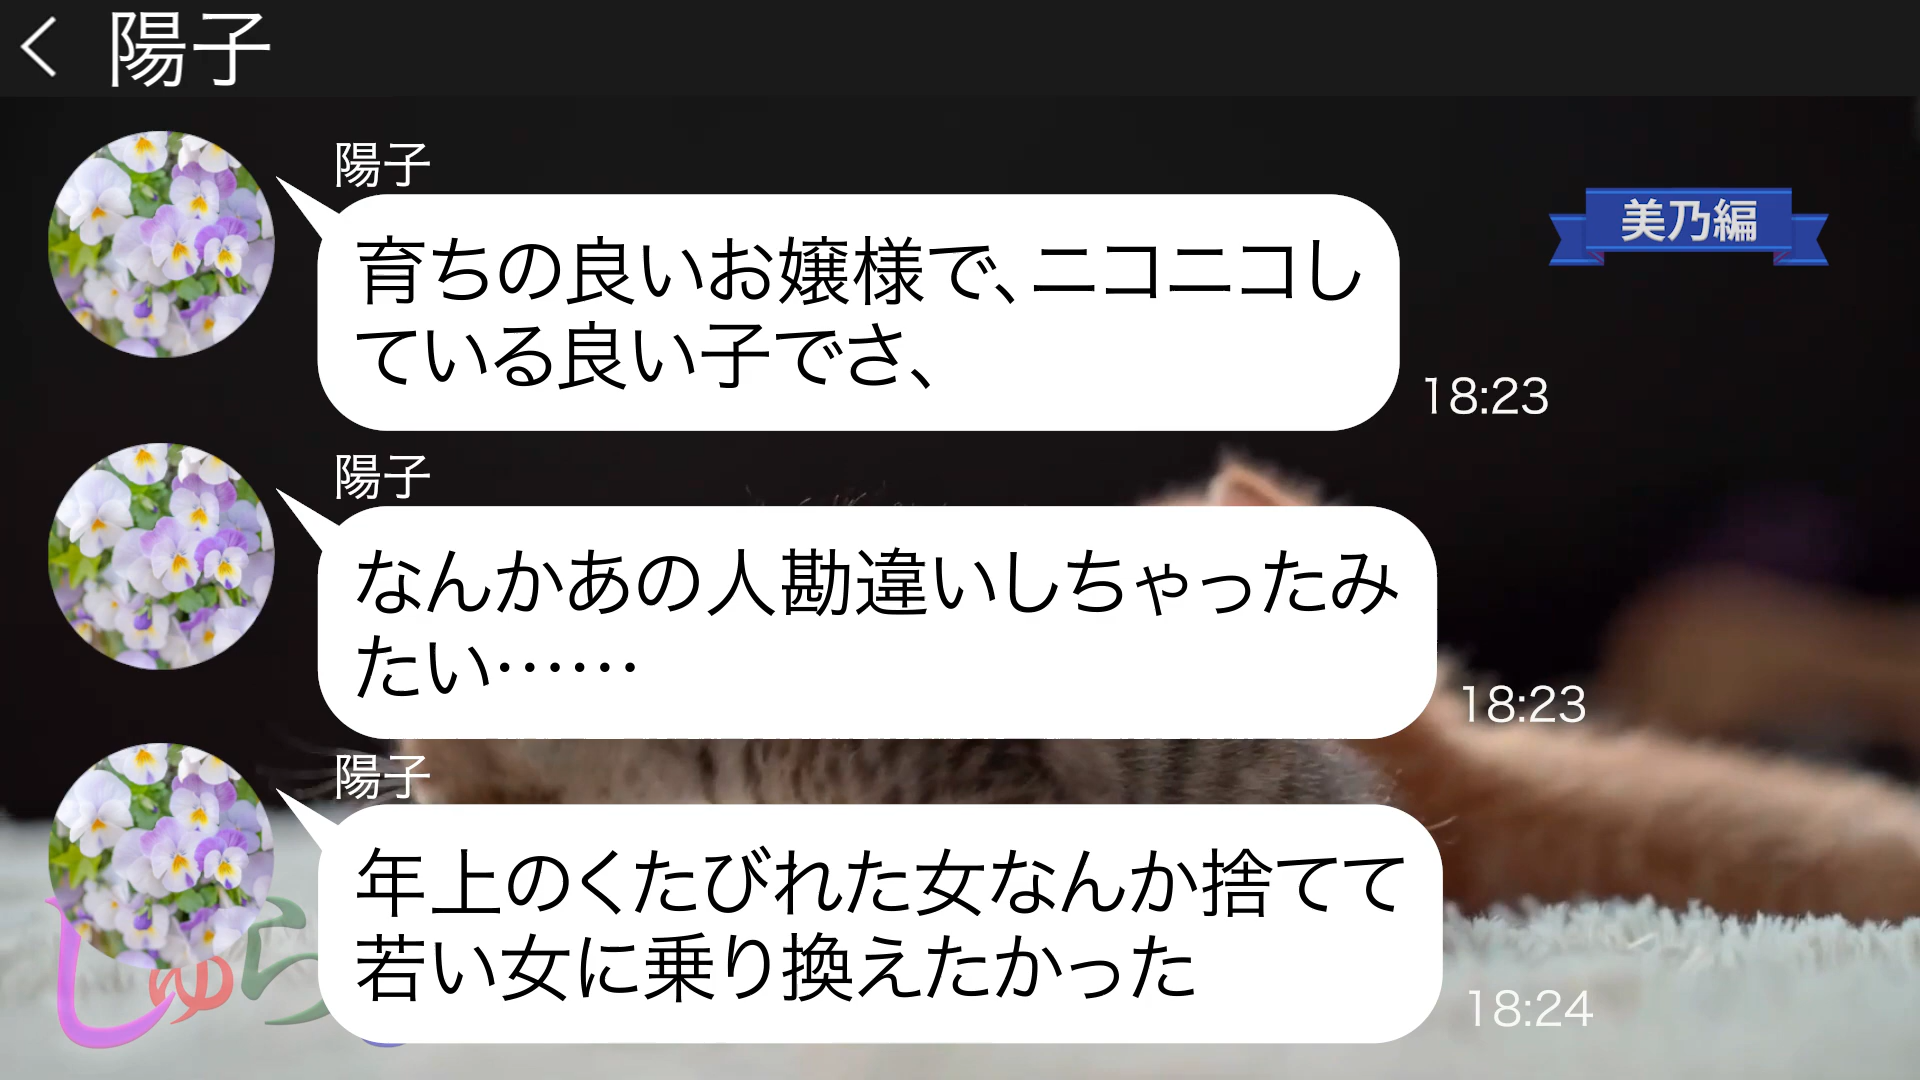 陽子
陽子
美乃編
育ちの良いお嬢様で、ニコニコし
ている良い子でさ、
18:23
陽子
なんかあの人勘違いしちゃったみ
たい……
18:23
陽子
年上のくたびれた女なんか捨てて
若い女に乗り換えたかった
18:24
しゅら